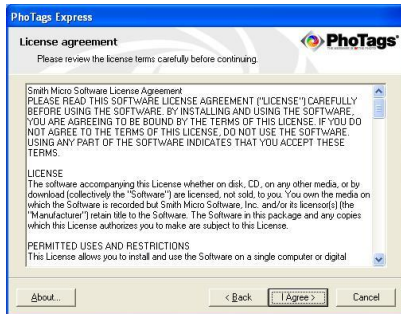 PhoTags Express
License agreement
Please review the license terms carefully before continuing.
PhoTags
Smith Micro Software License Agreement
PLEASE READ THIS SOFTWARE LICENSE AGREEMENT ("LICENSE") CAREFULLY
BEFORE USING THE SOFTWARE. BY INSTALLING AND USING THE SOFTWARE,
YOU ARE AGREEING TO BE BOUND BY THE TERMS OF THIS LICENSE. IF YOU DO
NOT AGREE TO THE TERMS OF THIS LICENSE, DO NOT USE THE SOFTWARE.
USING ANY PART OF THE SOFTWARE INDICATES THAT YOU ACCEPT THESE
TERMS.
LICENSE
The software accompanying this License whether on disk, CD, on any other media, or by
download (collectively the "Software") are licensed, not sold, to you. You own the media on
which the Software is recorded but Smith Micro Software, Inc. and/or its licensor(s) (the
"Manufacturer") retain title to the Software. The Software in this package and any copies
which this License authorizes you to make are subject to this License.
PERMITTED USES AND RESTRICTIONS
This License allows you to install and use the Software on a single computer or digital
About...
< Back
I Agree >
Cancel